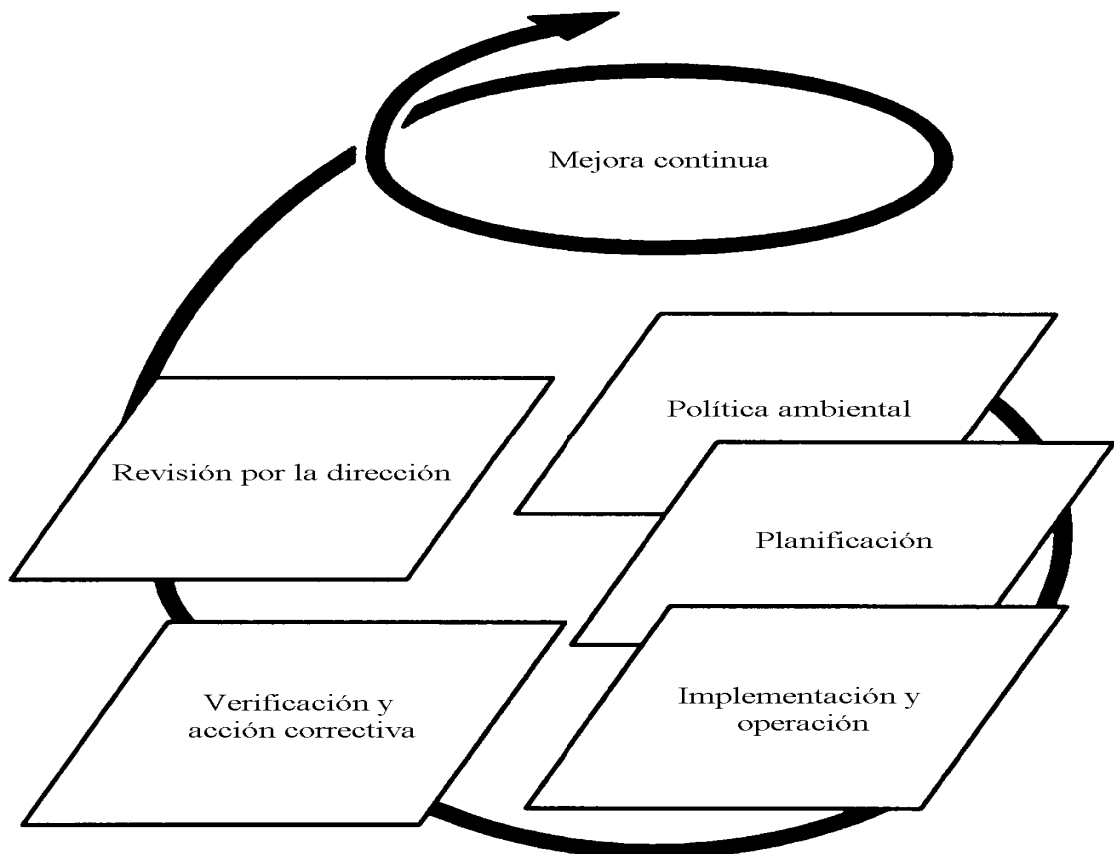 Mejora continua
Política ambiental
Revisión por la dirección
Planificación
Verificación y
acción correctiva
Implementación y
operación